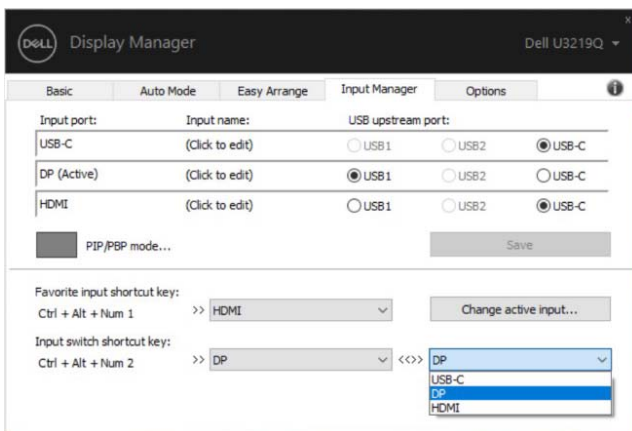 DELL Display Manager Dell U3219Q
Basic Auto Mode Easy Arrange Input Manager Options
Input port: Input name: USB upstream port:
USB-C (Click to edit) USB1 USB2 USB-C
DP (Active) (Click to edit) USB1 USB2 USB-C
HDMI (Click to edit) USB1 USB2 USB-C
PIP/PBP mode... Save
Favorite input shortcut key:
Ctrl + Alt + Num 1 >> HDMI Change active input...
Input switch shortcut key:
Ctrl + Alt + Num 2 >> DP <<>> DP
USB-C
DP
HDMI